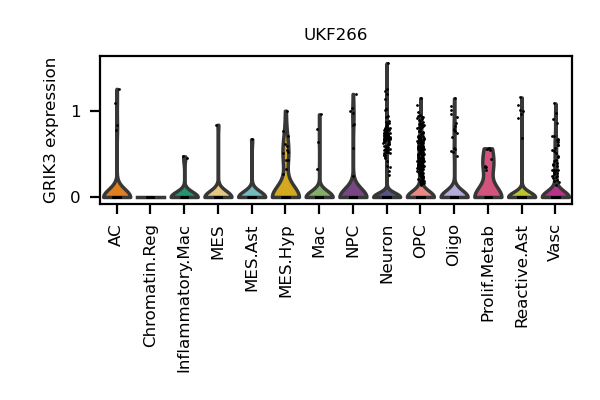 UKF266
GRIK3 expression
1
0
AC
Chromatin.Reg
Inflammatory.Mac
MES
MES.Ast
MES.Hyp
Mac
NPC
Neuron
OPC
Oligo
Prolif.Metab
Reactive.Ast
Vasc